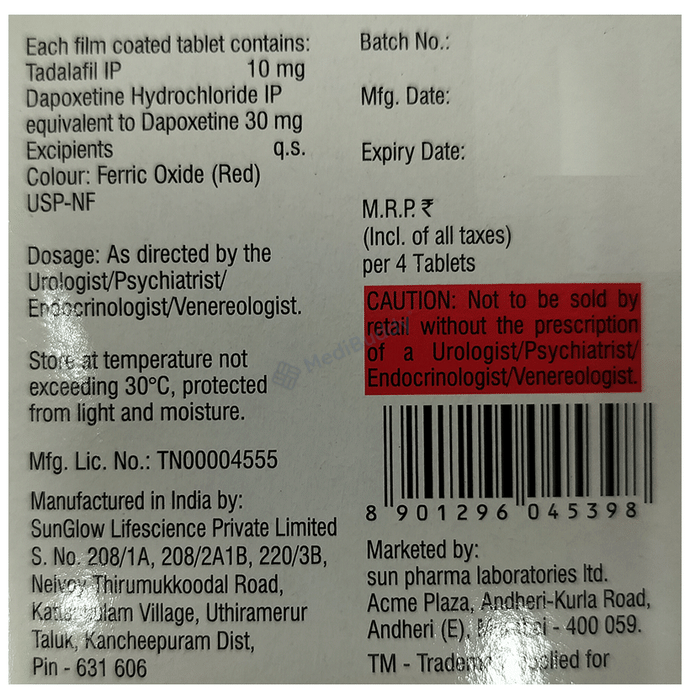 Each film coated tablet contains:
Tadalafil IP 10 mg
Dapoxetine Hydrochloride IP
equivalent to Dapoxetine 30 mg
Excipients q.s.
Colour: Ferric Oxide (Red)
USP-NF
Dosage: As directed by the
Urologist/Psychiatrist/
Endocrinologist/Venereologist.
Store at temperature not
exceeding 30°C, protected
from light and moisture.
Mfg. Lic. No.: TN00004555
Manufactured in India by:
SunGlow Lifescience Private Limited
S. No. 208/1A, 208/2A1B, 220/3B,
Thirumukkoodal Road,
Village, Uthiramerur
Taluk, Kancheepuram Dist,
Pin - 631 606
Batch No.:
Mfg. Date:
Expiry Date:
M.R.P. ₹
(Incl. of all taxes)
per 4 Tablets
CAUTION: Not to be sold by
retail without the prescription
of a Urologist/Psychiatrist/
Endocrinologist/Venereologist.
8 901296 045398
Marketed by:
sun pharma laboratories ltd.
Acme Plaza, Andheri-Kurla Road,
Andheri (E), - 400 059.
TM - for